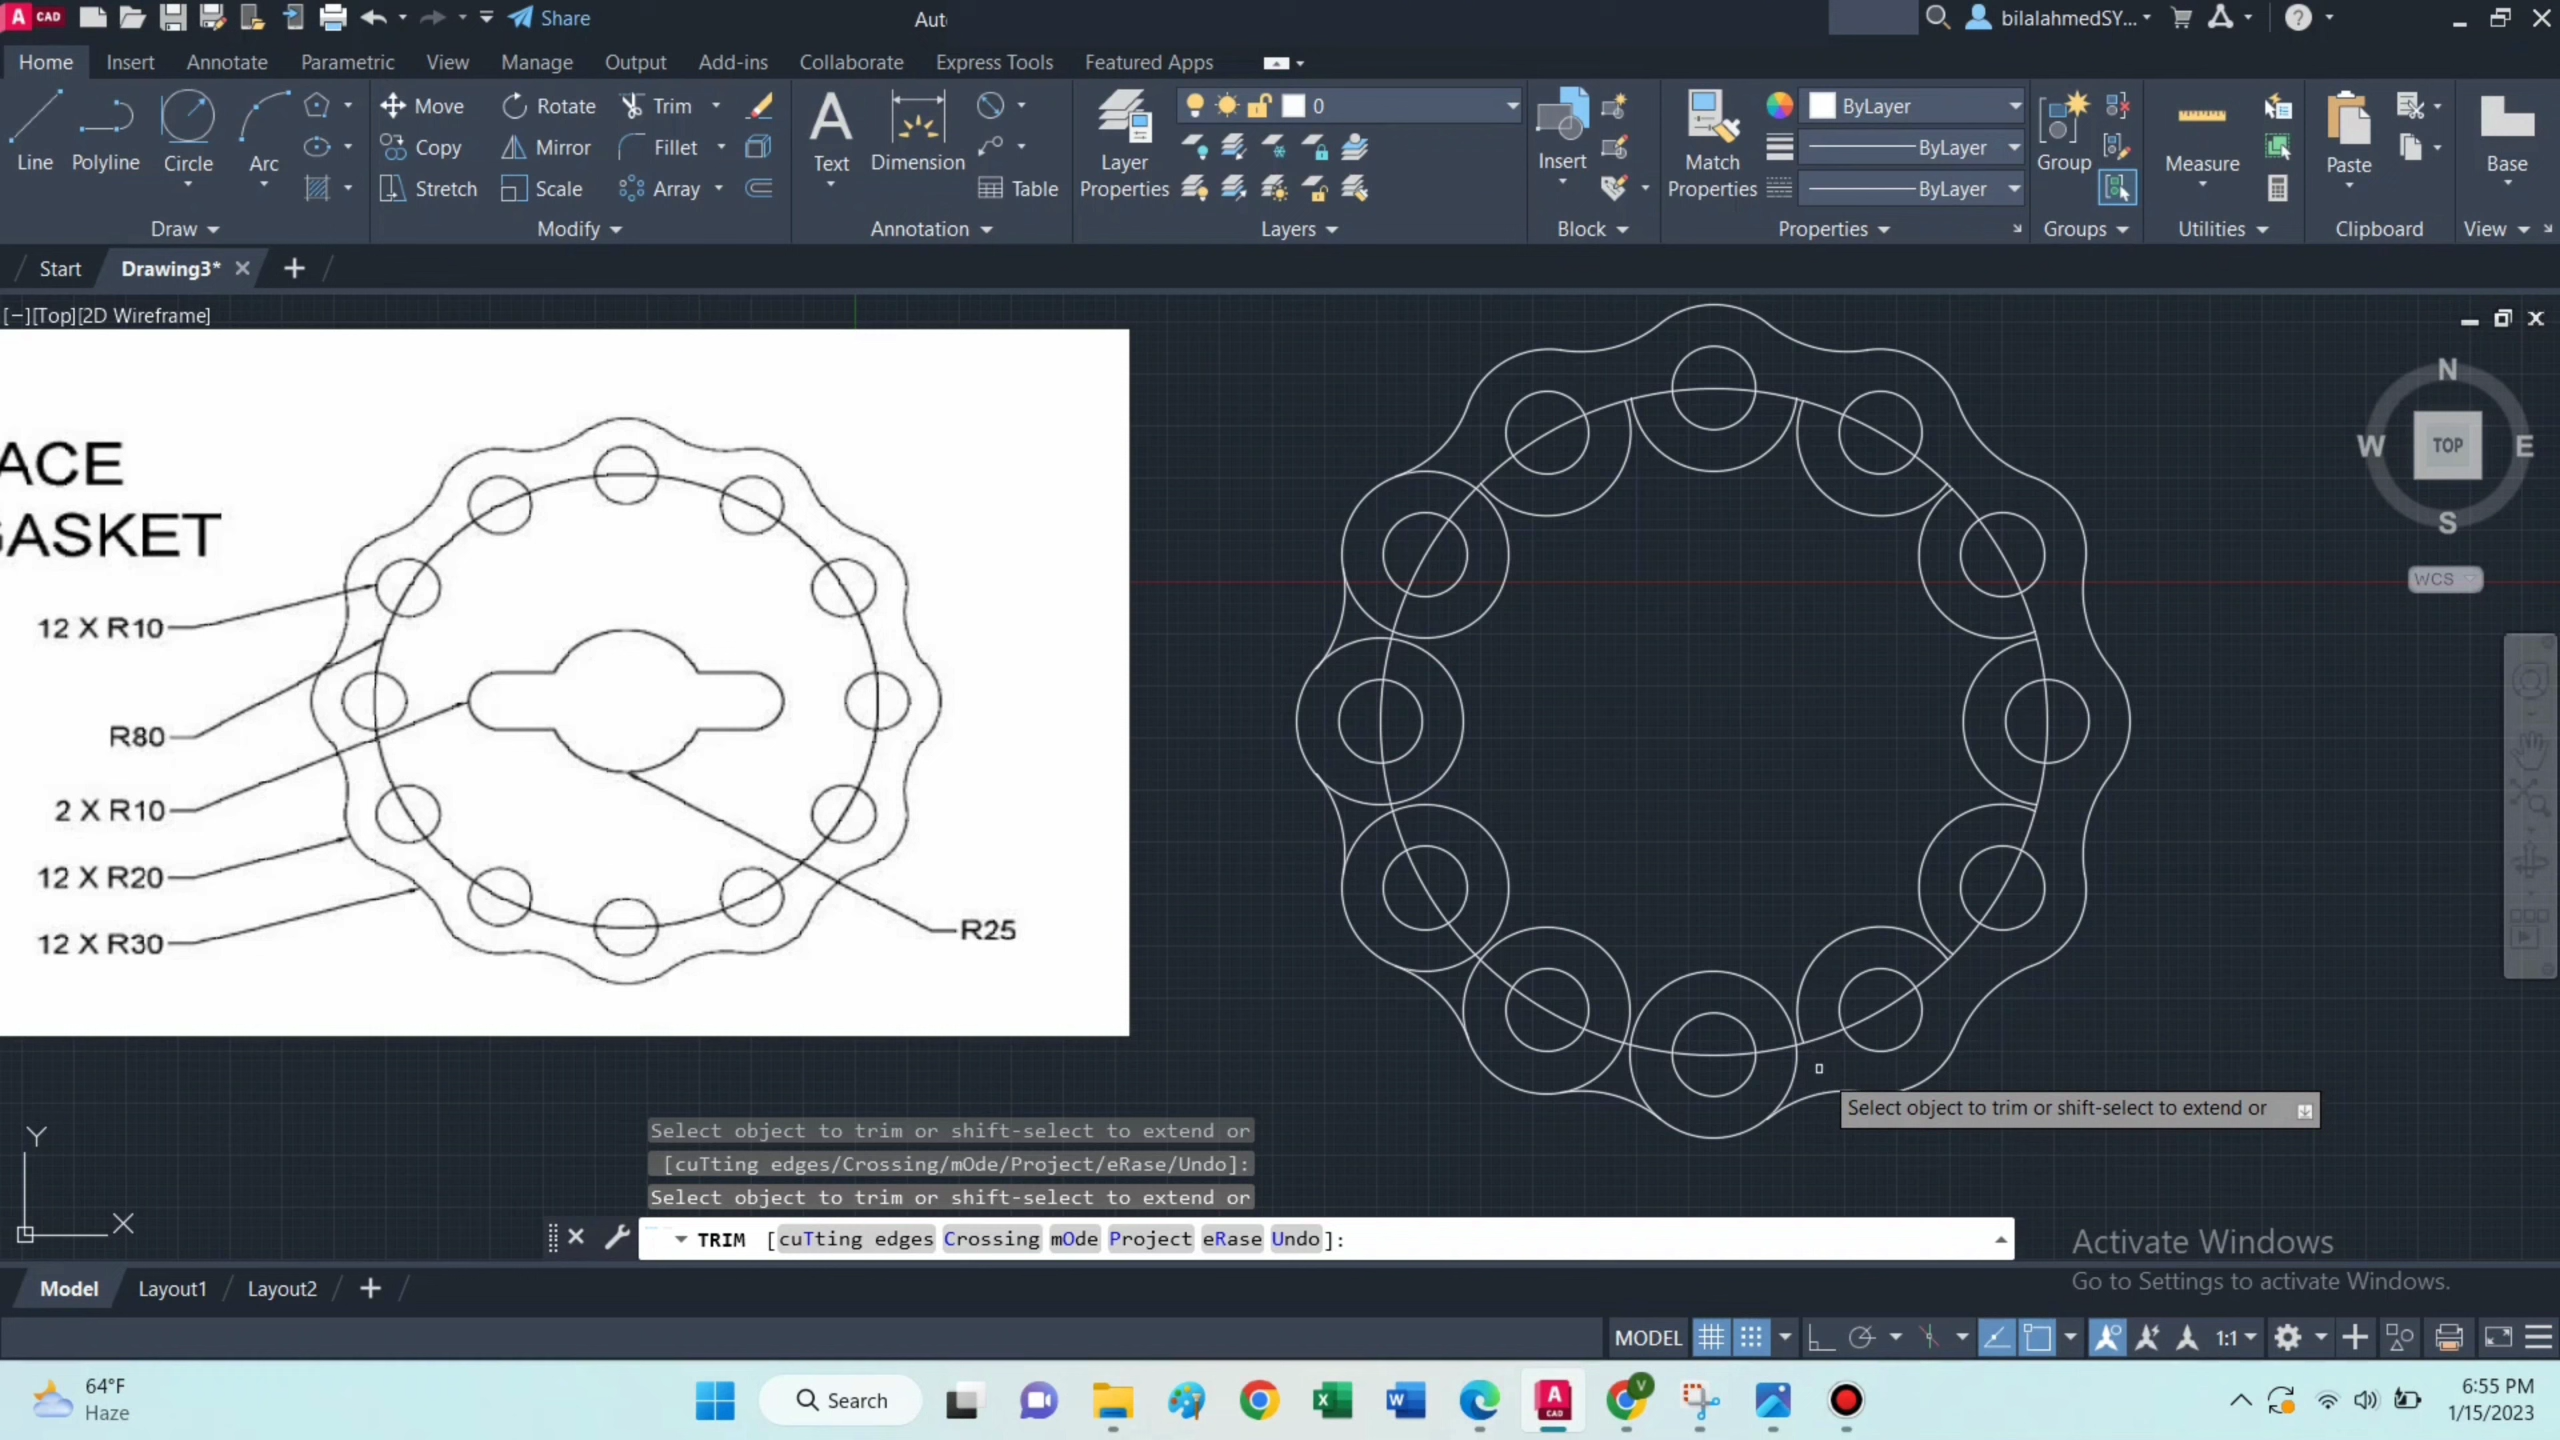 A CAD Share Aut bilalahmedSY...
Home Insert Annotate Parametric View Manage Output Add-ins Collaborate Express Tools Featured Apps
Line Polyline Circle Arc
Move Rotate Trim
Copy Mirror Fillet
Stretch Scale Array
Text Dimension Table
Layer Properties
0
Insert
Match Properties
ByLayer
ByLayer
ByLayer
Group
Measure
Paste
Base
Draw Modify Annotation Layers Block Properties Groups Utilities Clipboard View
Start Drawing3* +
[−][Top][2D Wireframe]
N
W TOP E
S
WCS
ACE
GASKET
12 X R10
R80
2 X R10
12 X R20
12 X R30
R25
Select object to trim or shift-select to extend or
Select object to trim or shift-select to extend or
[cuTting edges/Crossing/mOde/Project/eRase/Undo]:
Select object to trim or shift-select to extend or
TRIM [cuTting edges Crossing mOde Project eRase Undo]:
Y
X
Activate Windows
Go to Settings to activate Windows.
Model Layout1 Layout2 +
MODEL 1:1
64°F
Haze
Search
6:55 PM
1/15/2023